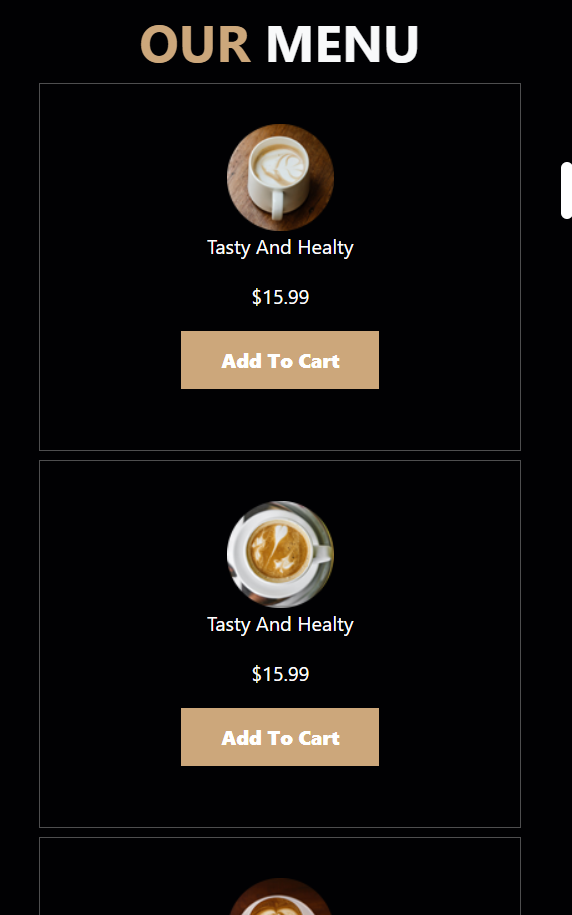 OUR MENU
Tasty And Healty
$15.99
Add To Cart
Tasty And Healty
$15.99
Add To Cart